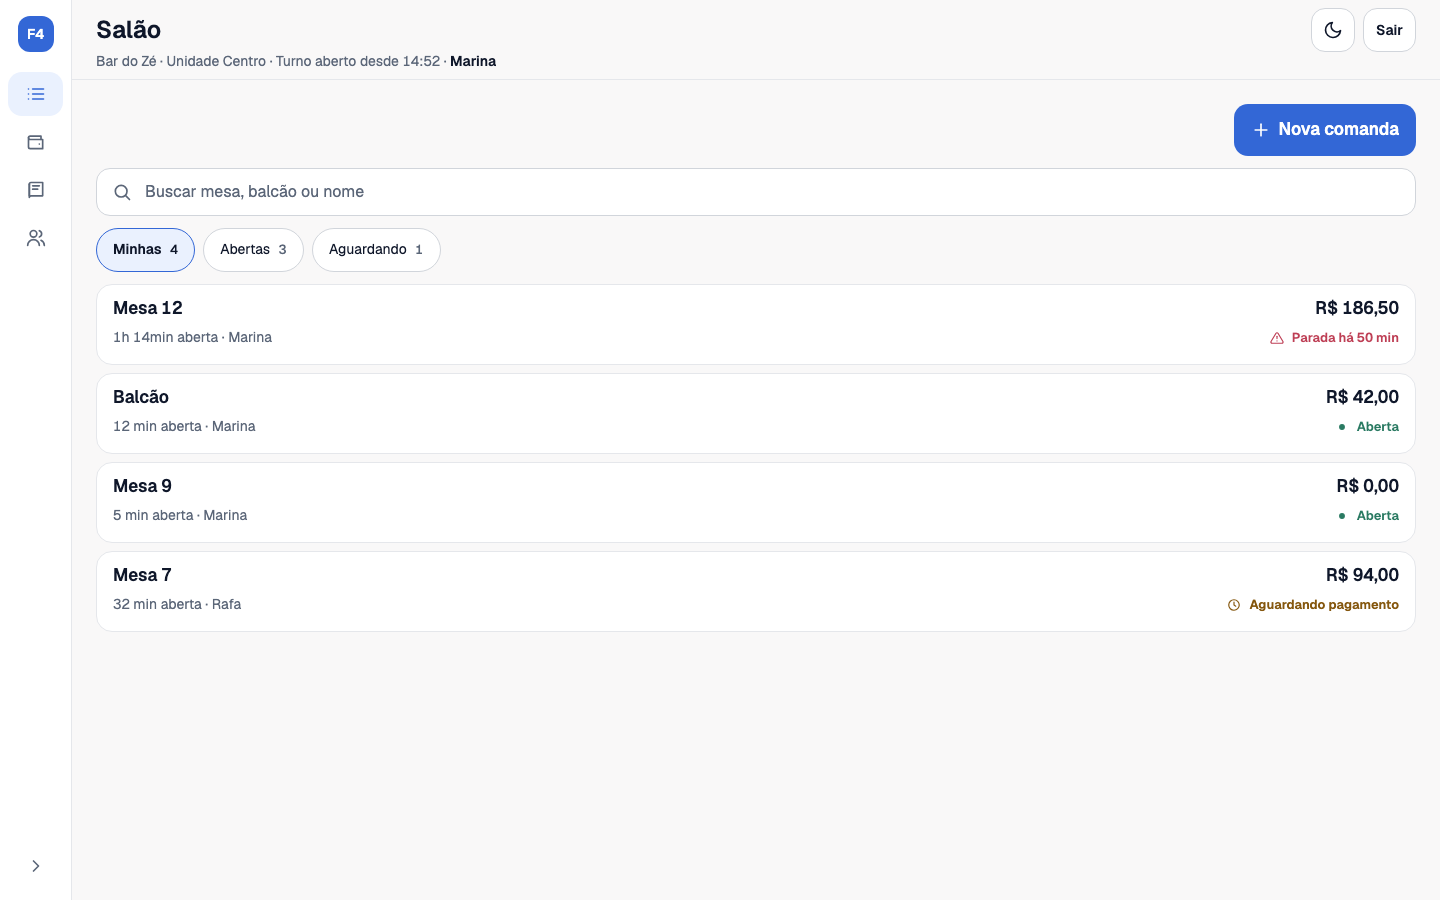 F4
Salão
Bar do Zé · Unidade Centro · Turno aberto desde 14:52 · Marina
Sair
Nova comanda
Buscar mesa, balcão ou nome
Minhas 4
Abertas 3
Aguardando 1
Mesa 12
R$ 186,50
1h 14min aberta · Marina
Parada há 50 min
Balcão
R$ 42,00
12 min aberta · Marina
Aberta
Mesa 9
R$ 0,00
5 min aberta · Marina
Aberta
Mesa 7
R$ 94,00
32 min aberta · Rafa
Aguardando pagamento